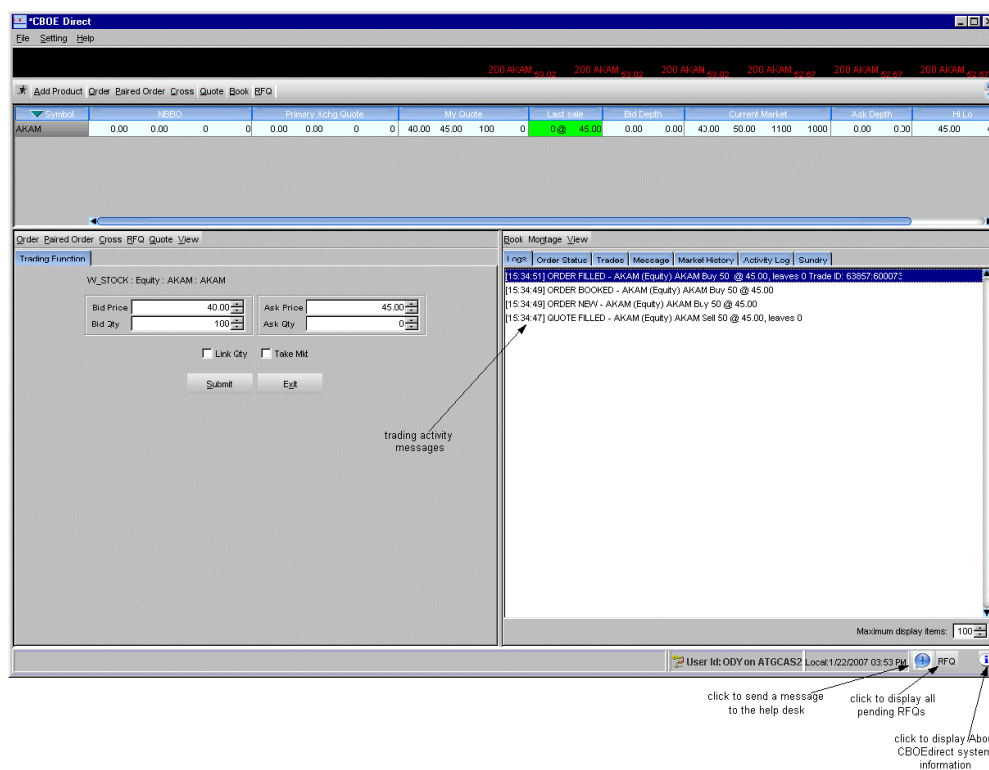 *CBOE Direct
File Setting Help
200 AKAM 53.02 200 AKAM 53.02 200 AKAM 53.02 200 AKAM 52.67 200 AKAM 52.67 200 AKAM 52.67
Add Product Order Paired Order Cross Quote Book RFQ
Symbol NBBO Primary Xchg Quote My Quote Last sale Bid Depth Current Market Ask Depth Hi Lo
AKAM 0.00 0.00 0 0 0.00 0.00 0 0 40.00 45.00 100 0 0@ 45.00 0.00 0.00 43.00 50.00 1100 1000 0.00 0.00 45.00
Order Paired Order Cross RFQ Quote View
Book Montage View
Trading Function
Logs Order Status Trades Message Market History Activity Log Sundry
W_STOCK : Equity : AKAM : AKAM
Bid Price 40.00 Ask Price 45.00
Bid Qty 100 Ask Qty 0
Link Qty Take Mkt
Submit Exit
[15:34:51] ORDER FILLED - AKAM (Equity) AKAM Buy 50 @ 45.00, leaves 0 Trade ID: 63857:600073
[15:34:49] ORDER BOOKED - AKAM (Equity) AKAM Buy 50 @ 45.00
[15:34:49] ORDER NEW - AKAM (Equity) AKAM Buy 50 @ 45.00
[15:34:47] QUOTE FILLED - AKAM (Equity) AKAM Sell 50 @ 45.00, leaves 0
trading activity
messages
Maximum display items: 100
User Id: ODY on ATGCAS2 Local:1/22/2007 03:53 PM RFQ
click to send a message
to the help desk
click to display all
pending RFQs
click to display Abou
CBOEdirect system
information